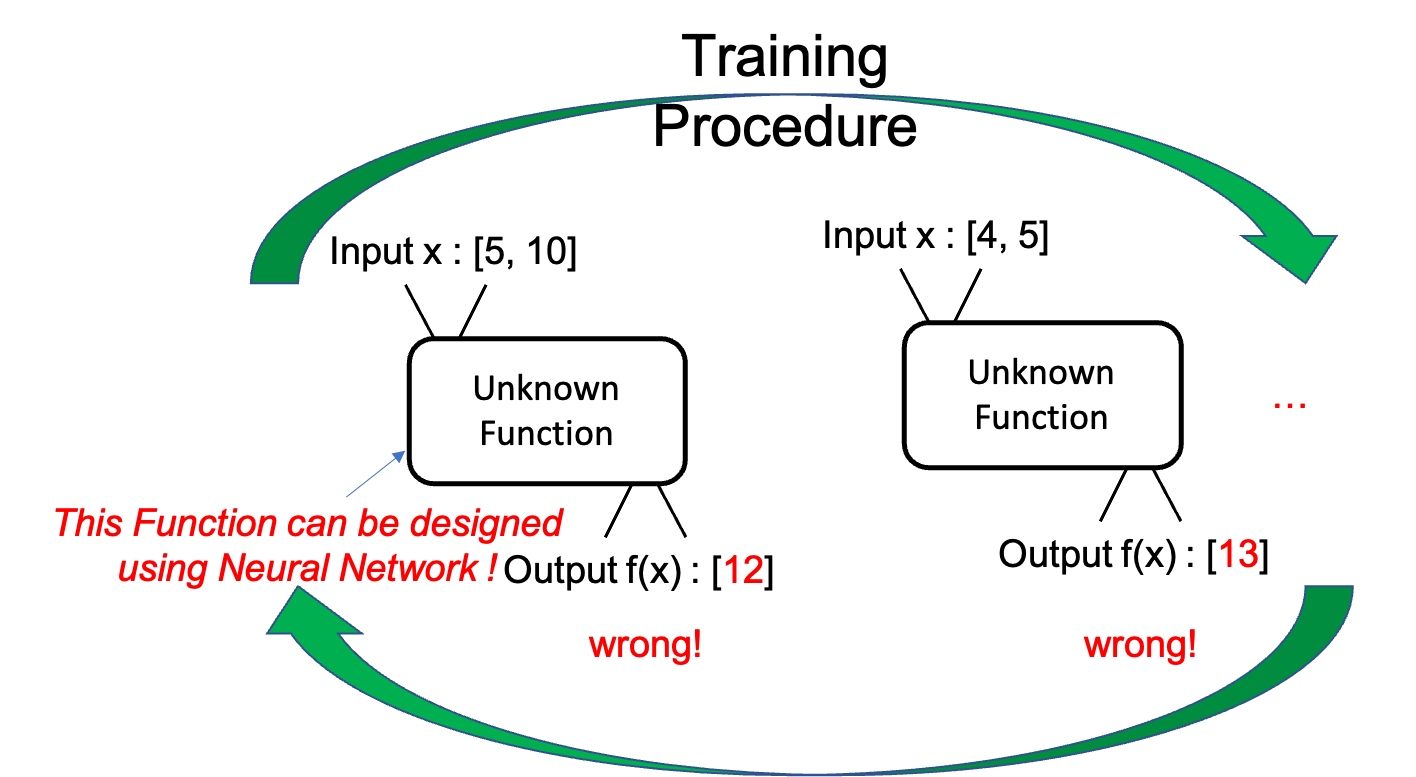 Training
Procedure
Input x : [5, 10]
Input x : [4, 5]
Unknown
Function
Unknown
Function
...
This Function can be designed
using Neural Network !
Output f(x) : [12]
Output f(x) : [13]
wrong!
wrong!